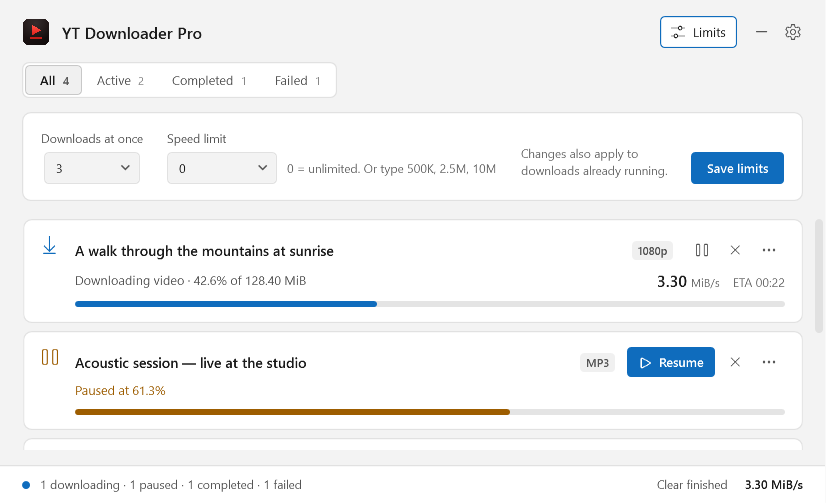 YT Downloader Pro
Limits
All 4
Active 2
Completed 1
Failed 1
Downloads at once
Speed limit
3
0
0 = unlimited. Or type 500K, 2.5M, 10M
Changes also apply to
downloads already running.
Save limits
A walk through the mountains at sunrise
1080p
Downloading video · 42.6% of 128.40 MiB
3.30 MiB/s
ETA 00:22
Acoustic session — live at the studio
MP3
Resume
Paused at 61.3%
1 downloading · 1 paused · 1 completed · 1 failed
Clear finished
3.30 MiB/s